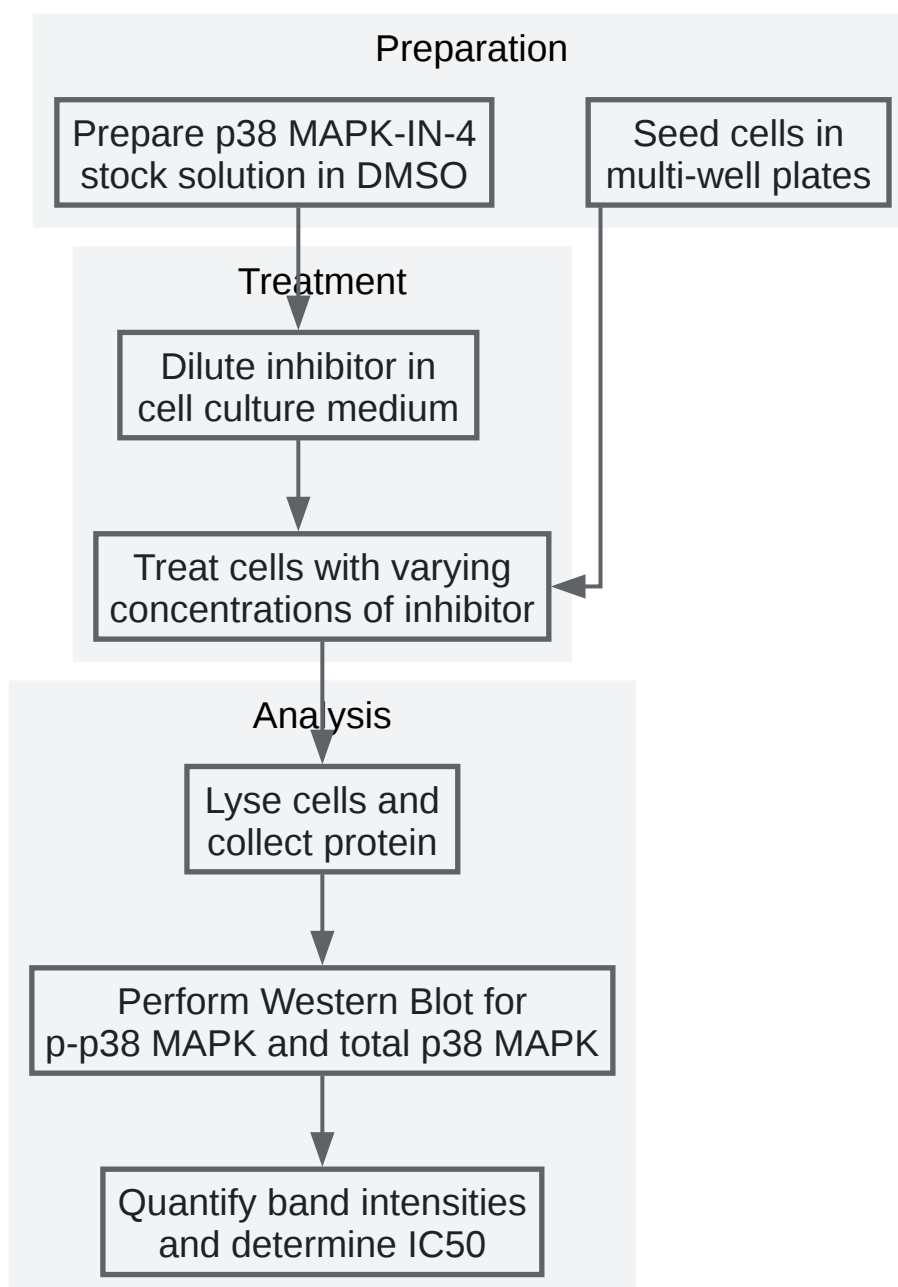 Preparation
Prepare p38 MAPK-IN-4
stock solution in DMSO
Seed cells in
multi-well plates
Treatment
Dilute inhibitor in
cell culture medium
Treat cells with varying
concentrations of inhibitor
Analysis
Lyse cells and
collect protein
Perform Western Blot for
p-p38 MAPK and total p38 MAPK
Quantify band intensities
and determine IC50